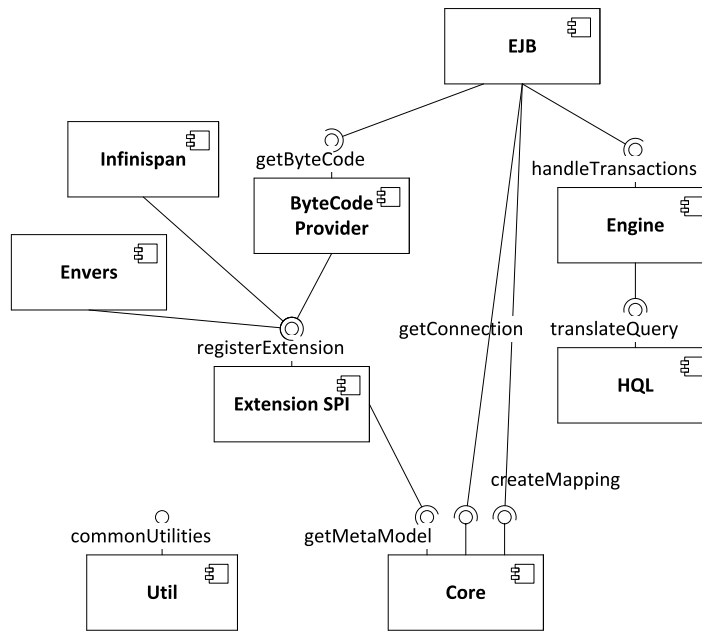 EJB
Infinispan
getByteCode
handleTransactions
ByteCode
Provider
Engine
Envers
getConnection
translateQuery
registerExtension
Extension SPI
HQL
createMapping
commonUtilities
getMetaModel
Util
Core